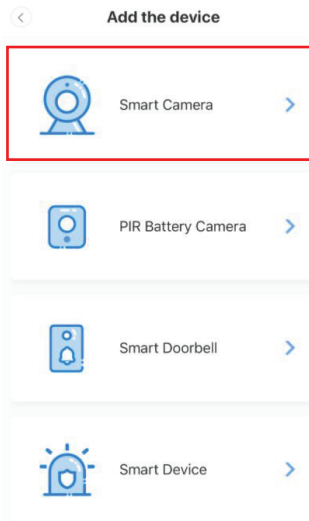 Add the device
Smart Camera
PIR Battery Camera
Smart Doorbell
Smart Device